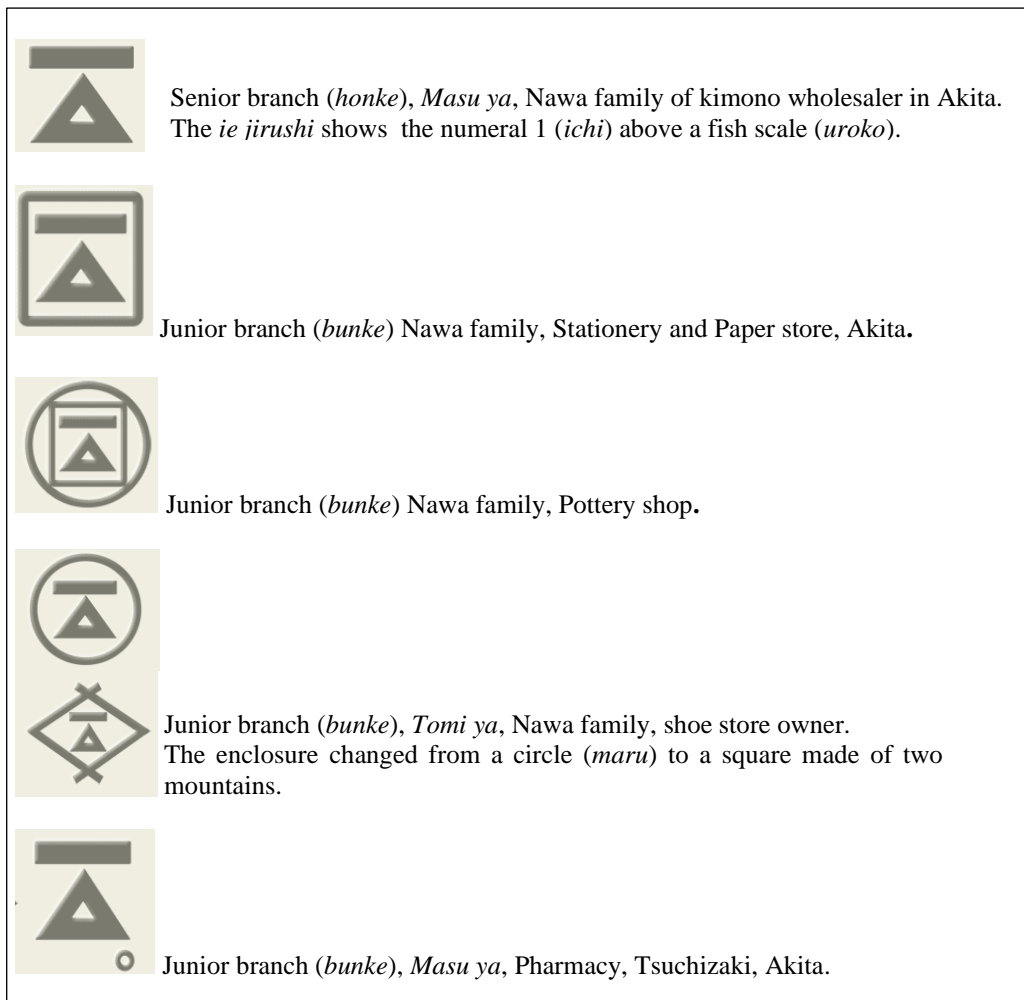 Senior branch (honke), Masu ya, Nawa family of kimono wholesaler in Akita.
The ie jirushi shows the numeral 1 (ichi) above a fish scale (uroko).
Junior branch (bunke) Nawa family, Stationery and Paper store, Akita.
Junior branch (bunke) Nawa family, Pottery shop.
Junior branch (bunke), Tomi ya, Nawa family, shoe store owner.
The enclosure changed from a circle (maru) to a square made of two
mountains.
Junior branch (bunke), Masu ya, Pharmacy, Tsuchizaki, Akita.